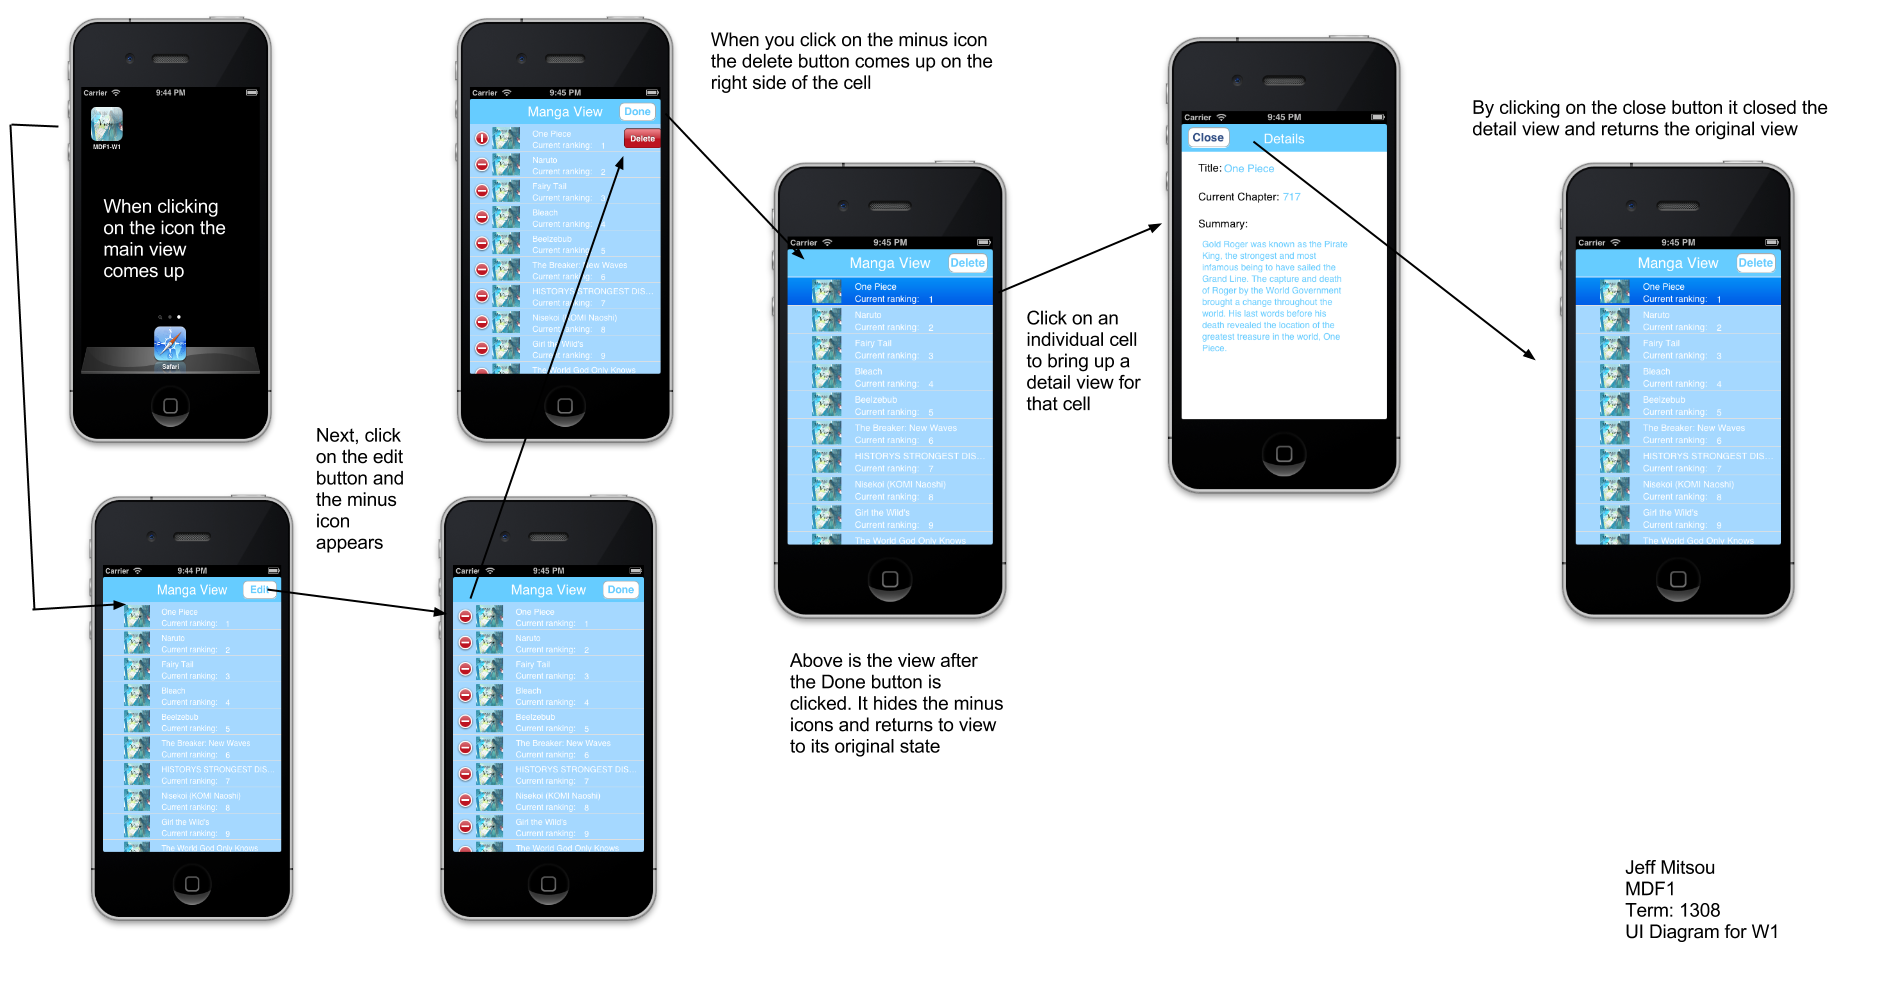 Carrier 9:44 PM
MDF1-W1
When clicking
on the icon the
main view
comes up
Safari
Next, click
on the edit
button and
the minus
icon
appears
Carrier 9:44 PM
Manga View Edit
One Piece
Current ranking: 1
Naruto
Current ranking: 2
Fairy Tail
Current ranking: 3
Bleach
Current ranking: 4
Beelzebub
Current ranking: 5
The Breaker: New Waves
Current ranking: 6
HISTORYS STRONGEST DIS...
Current ranking: 7
Nisekoi (KOMI Naoshi)
Current ranking: 8
Girl the Wild's
Current ranking: 9
The World God Only Knows
Carrier 9:45 PM
Manga View Done
One Piece
Current ranking: 1
Naruto
Current ranking: 2
Fairy Tail
Current ranking: 3
Bleach
Current ranking: 4
Beelzebub
Current ranking: 5
The Breaker: New Waves
Current ranking: 6
HISTORYS STRONGEST DIS...
Current ranking: 7
Nisekoi (KOMI Naoshi)
Current ranking: 8
Girl the Wild's
Current ranking: 9
The World God Only Knows
Carrier 9:45 PM
Manga View Done
One Piece
Current ranking: 1
Delete
Naruto
Current ranking: 2
Fairy Tail
Current ranking:
Bleach
Current ranking: 4
Beelzebub
Current ranking: 5
The Breaker: New Waves
Current ranking: 6
HISTORYS STRONGEST DIS...
Current ranking: 7
Nisekoi (KOMI Naoshi)
Current ranking: 8
Girl the Wild's
Current ranking: 9
The World God Only Knows
When you click on the minus icon
the delete button comes up on the
right side of the cell
Carrier 9:45 PM
Manga View Delete
One Piece
Current ranking: 1
Naruto
Current ranking: 2
Fairy Tail
Current ranking: 3
Bleach
Current ranking: 4
Beelzebub
Current ranking: 5
The Breaker: New Waves
Current ranking: 6
HISTORYS STRONGEST DIS...
Current ranking: 7
Nisekoi (KOMI Naoshi)
Current ranking: 8
Girl the Wild's
Current ranking: 9
The World God Only Knows
Above is the view after
the Done button is
clicked. It hides the minus
icons and returns to view
to its original state
Click on an
individual cell
to bring up a
detail view for
that cell
Carrier 9:45 PM
Close Details
Title: One Piece
Current Chapter: 717
Summary:
Gold Roger was known as the Pirate
King, the strongest and most
infamous being to have sailed the
Grand Line. The capture and death
of Roger by the World Government
brought a change throughout the
world. His last words before his
death revealed the location of the
greatest treasure in the world, One
Piece.
By clicking on the close button it closed the
detail view and returns the original view
Carrier 9:45 PM
Manga View Delete
One Piece
Current ranking: 1
Naruto
Current ranking: 2
Fairy Tail
Current ranking: 3
Bleach
Current ranking: 4
Beelzebub
Current ranking: 5
The Breaker: New Waves
Current ranking: 6
HISTORYS STRONGEST DIS...
Current ranking: 7
Nisekoi (KOMI Naoshi)
Current ranking: 8
Girl the Wild's
Current ranking: 9
The World God Only Knows
Jeff Mitsou
MDF1
Term: 1308
UI Diagram for W1